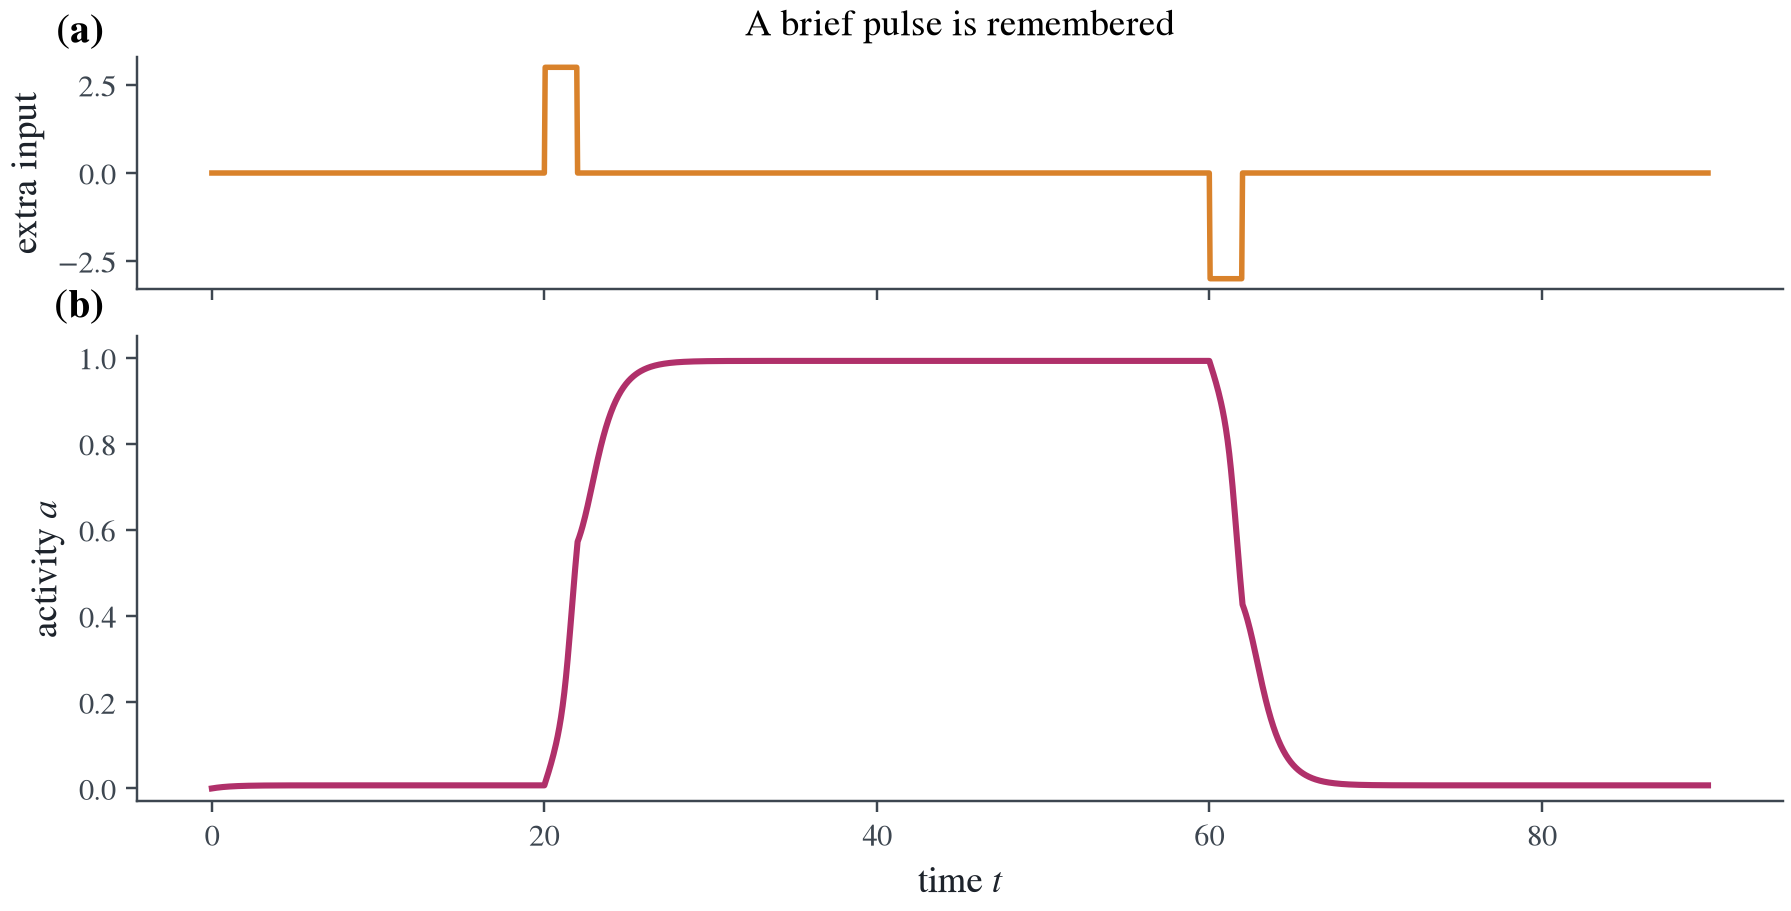 (a)
A brief pulse is remembered
2.5
0.0
−2.5
extra input
(b)
1.0
0.8
0.6
0.4
0.2
0.0
activity a
0 20 40 60 80
time t